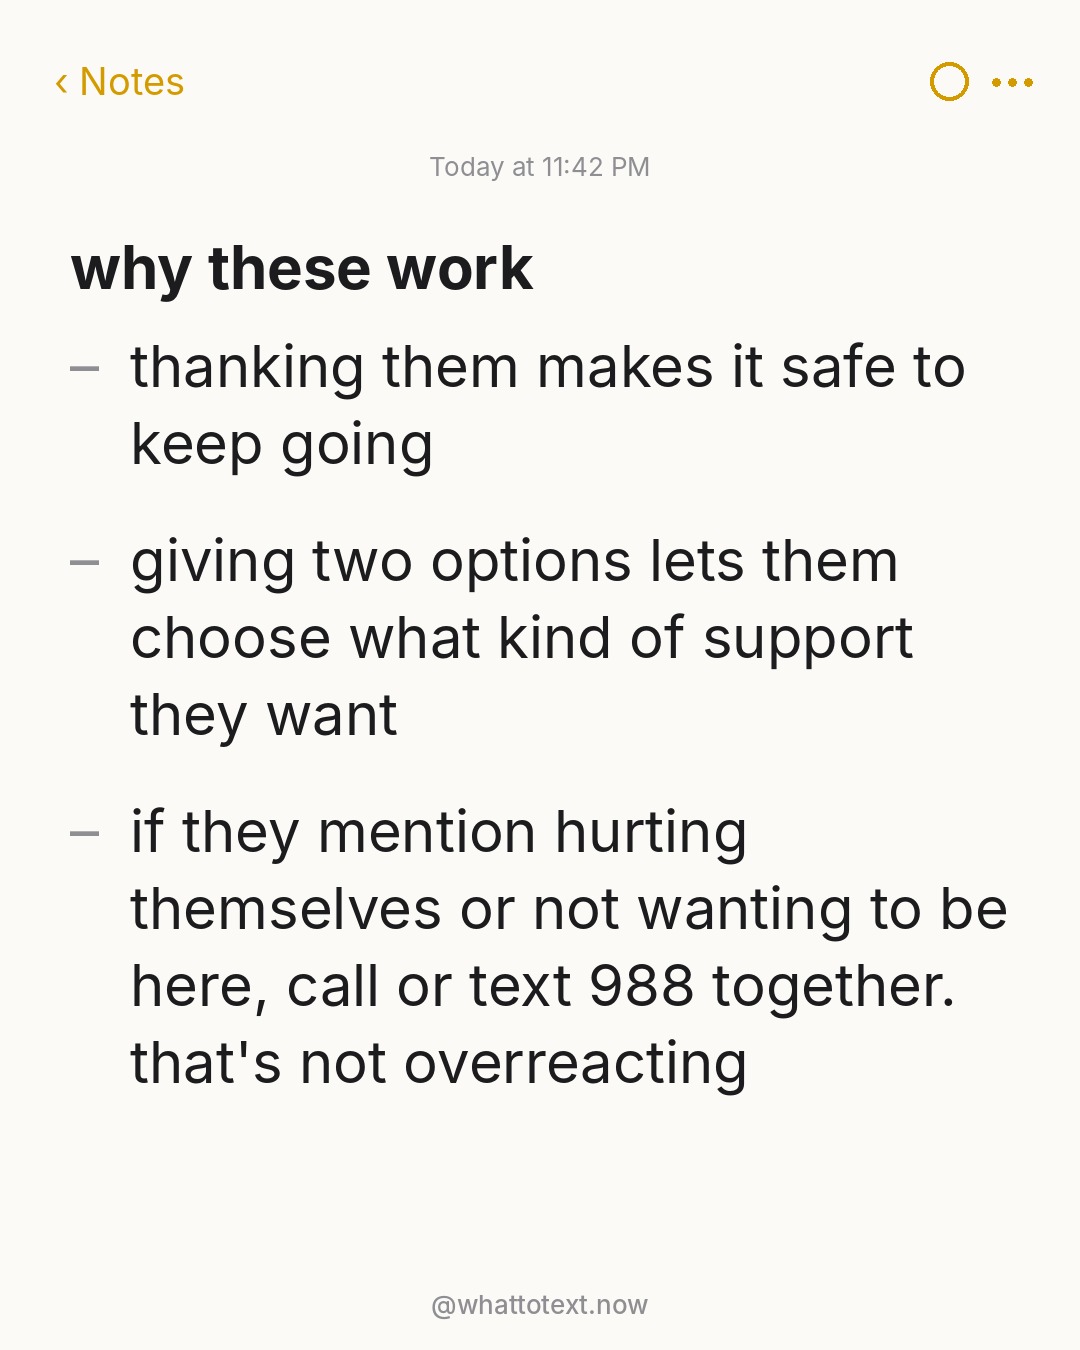 ‹ Notes
Today at 11:42 PM
why these work
– thanking them makes it safe to
keep going
– giving two options lets them
choose what kind of support
they want
– if they mention hurting
themselves or not wanting to be
here, call or text 988 together.
that's not overreacting
@whattotext.now